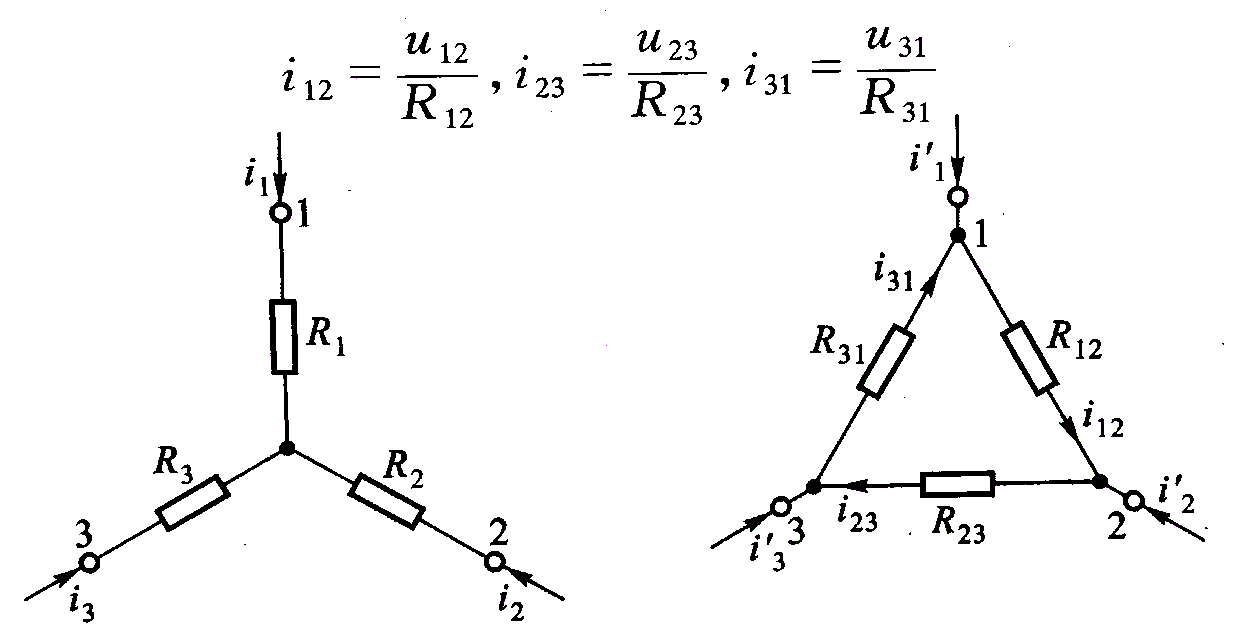 i₁₂ = u₁₂/R₁₂ , i₂₃ = u₂₃/R₂₃ , i₃₁ = u₃₁/R₃₁
i₁
1
R₁
R₃
R₂
3
2
i₃
i₂
i'₁
1
i₃₁
R₃₁
R₁₂
i₁₂
i₂₃
R₂₃
3
i'₃
2
i'₂